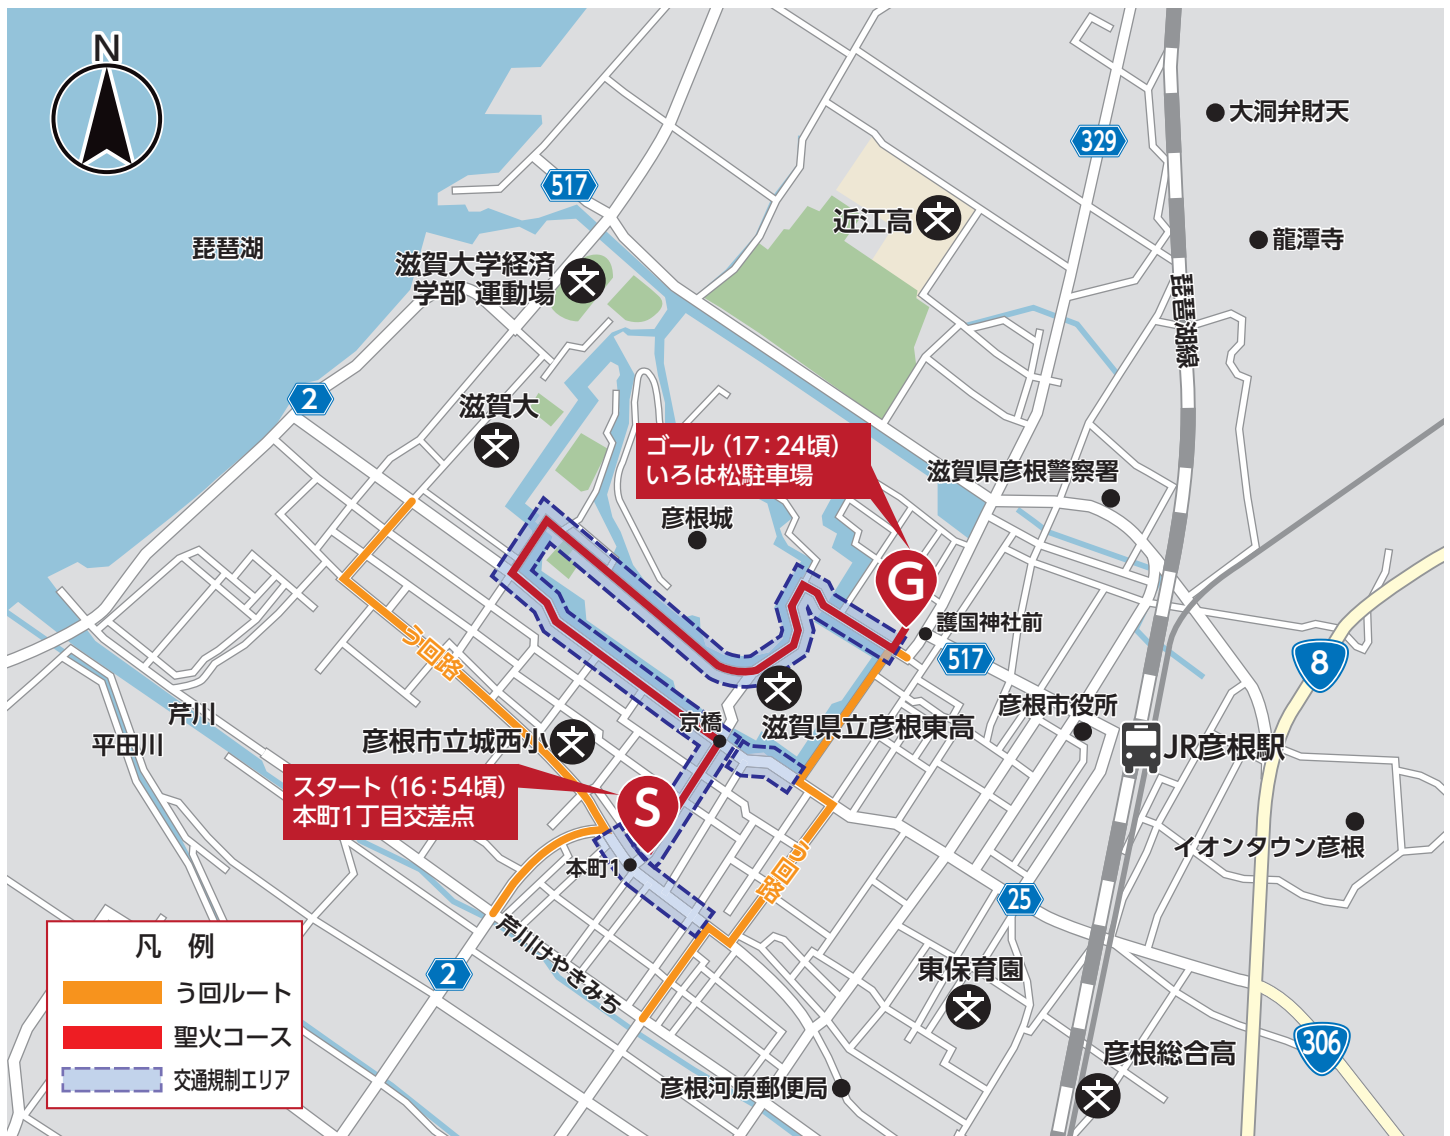 N
大洞弁財天
329
517
近江高
龍潭寺
琵琶湖
滋賀大学経済
学部 運動場
琵琶湖線
2
滋賀大
ゴール（17：24頃）
いろは松駐車場
滋賀県彦根警察署
彦根城
G
護国神社前
517
8
う回路
彦根市役所
芹川
平田川
京橋
滋賀県立彦根東高
彦根市立城西小
JR彦根駅
スタート（16：54頃）
本町1丁目交差点
S
イオンタウン彦根
本町1
う回路
25
芹川けやきみち
2
東保育園
凡 例
う回ルート
聖火コース
交通規制エリア
306
彦根総合高
彦根河原郵便局